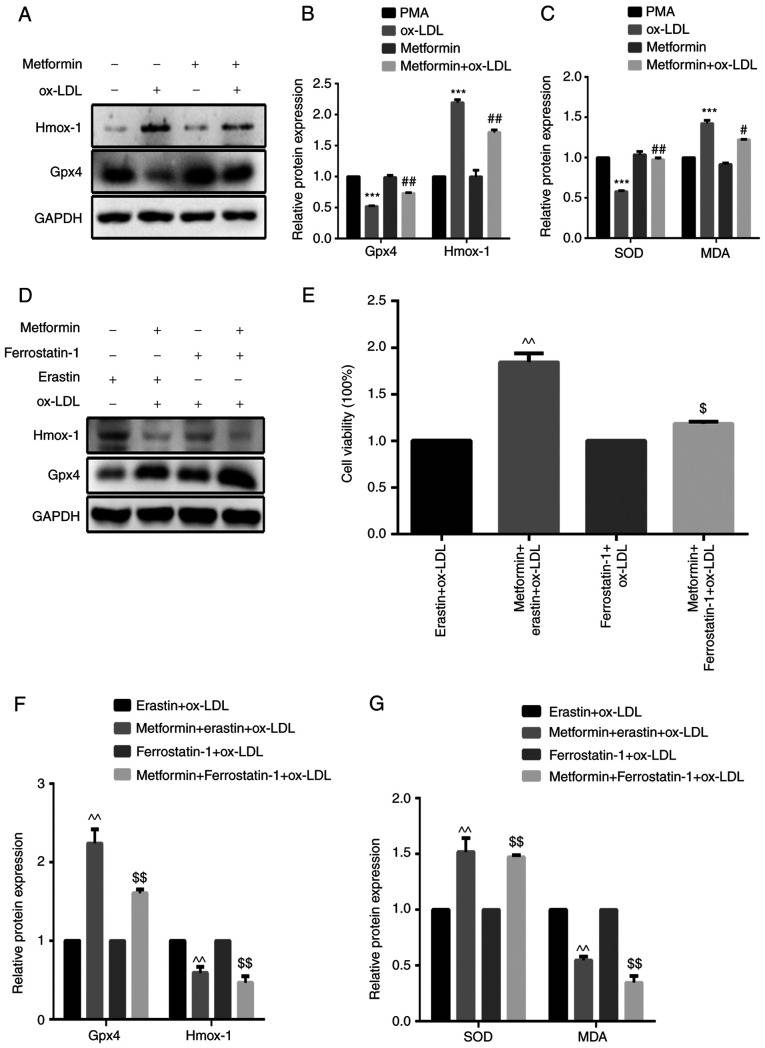 A
Metformin – – + +
ox-LDL – + – +
Hmox-1
Gpx4
GAPDH
B
PMA
ox-LDL
Metformin
Metformin+ox-LDL
Relative protein expression
2.5
2.0
1.5
1.0
0.5
0.0
***
##
***
##
Gpx4 Hmox-1
C
PMA
ox-LDL
Metformin
Metformin+ox-LDL
Relative protein expression
2.0
1.5
1.0
0.5
0.0
***
##
***
#
SOD MDA
D
Metformin – + – +
Ferrostatin-1 – – + +
Erastin + + – –
ox-LDL – + + +
Hmox-1
Gpx4
GAPDH
E
Cell viability (100%)
2.5
2.0
1.0
0.5
0.0
^^
$
Erastin+ox-LDL
Metformin+
erastin+ox-LDL
Ferrostatin-1+
ox-LDL
Metformin+
Ferrostatin-1+ox-LDL
F
Erastin+ox-LDL
Metformin+erastin+ox-LDL
Ferrostatin-1+ox-LDL
Metformin+Ferrostatin-1+ox-LDL
Relative protein expression
3
2
1
0
^^
$$
^^
$$
Gpx4 Hmox-1
G
Erastin+ox-LDL
Metformin+erastin+ox-LDL
Ferrostatin-1+ox-LDL
Metformin+Ferrostatin-1+ox-LDL
Relative protein expression
2.0
1.5
1.0
0.5
0.0
^^
$$
^^
$$
SOD MDA